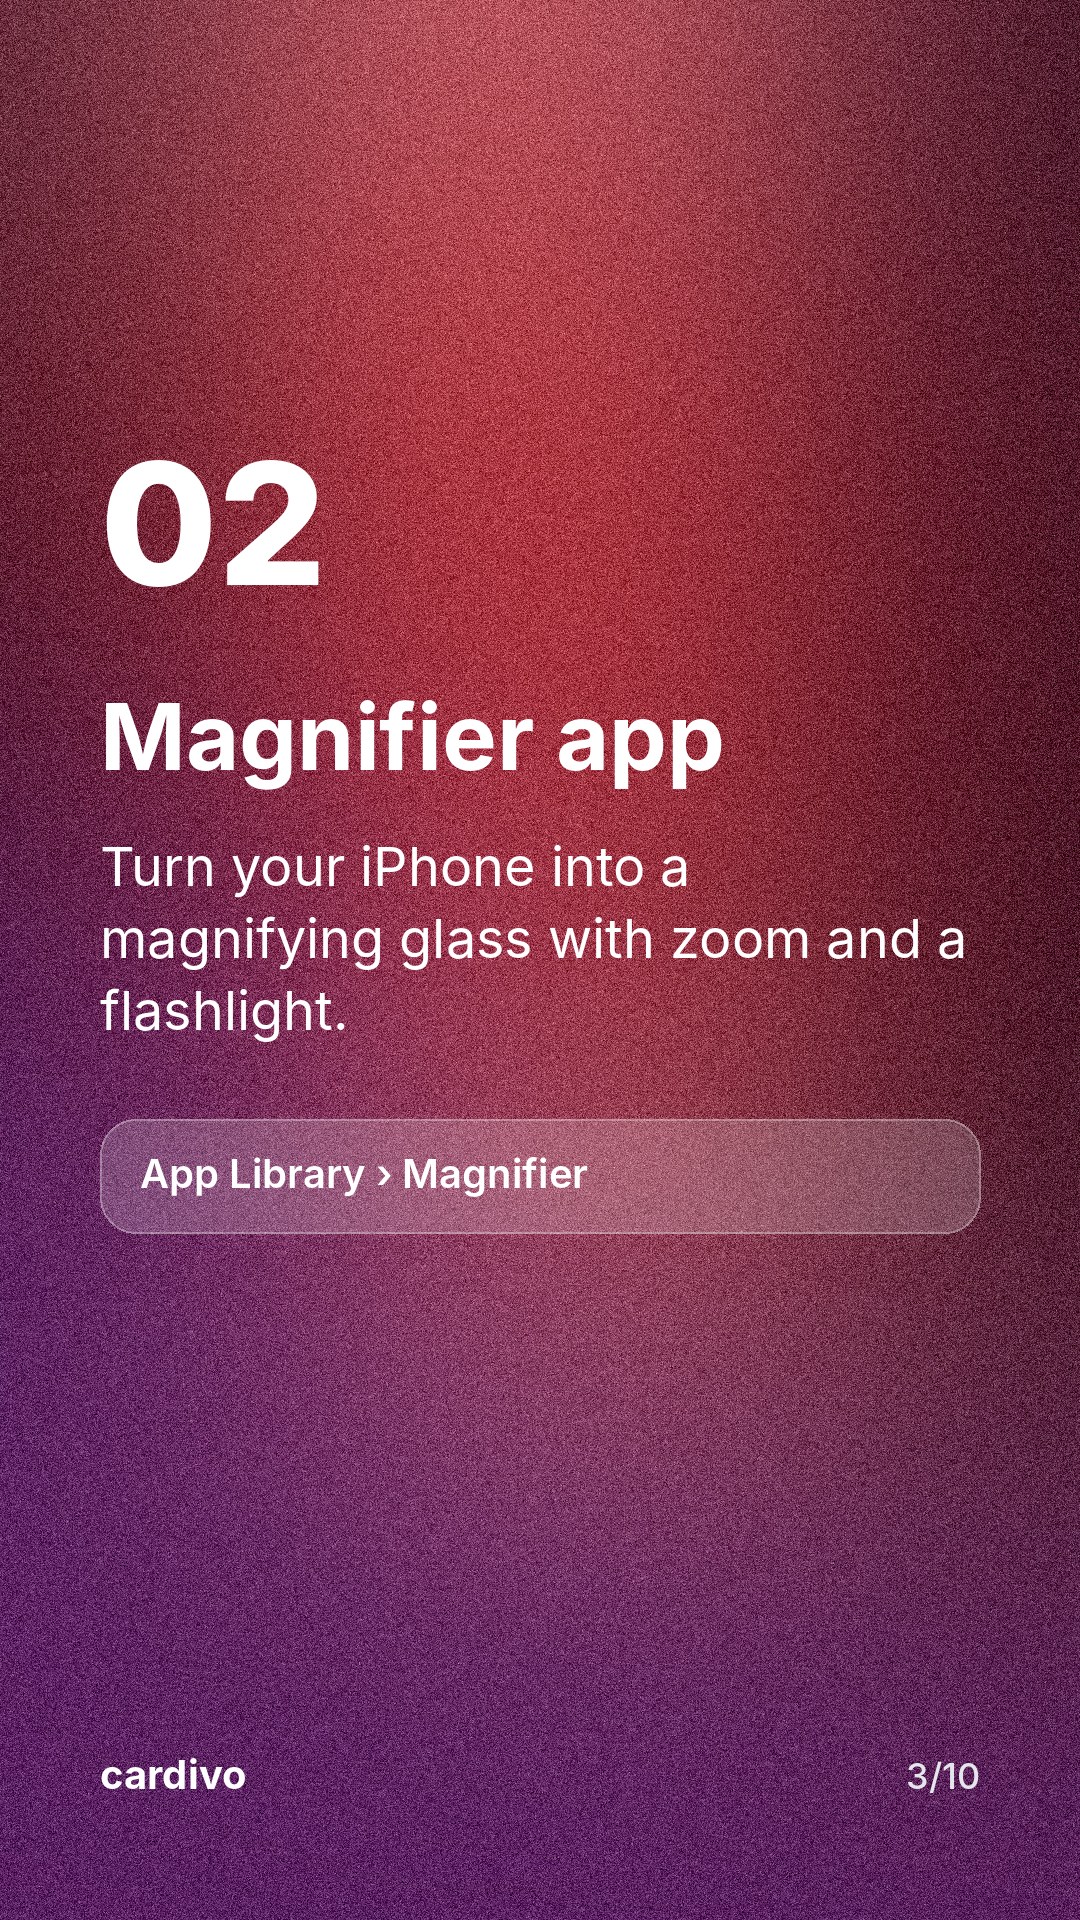 02
Magnifier app
Turn your iPhone into a
magnifying glass with zoom and a
flashlight.
App Library › Magnifier
cardivo
3/10